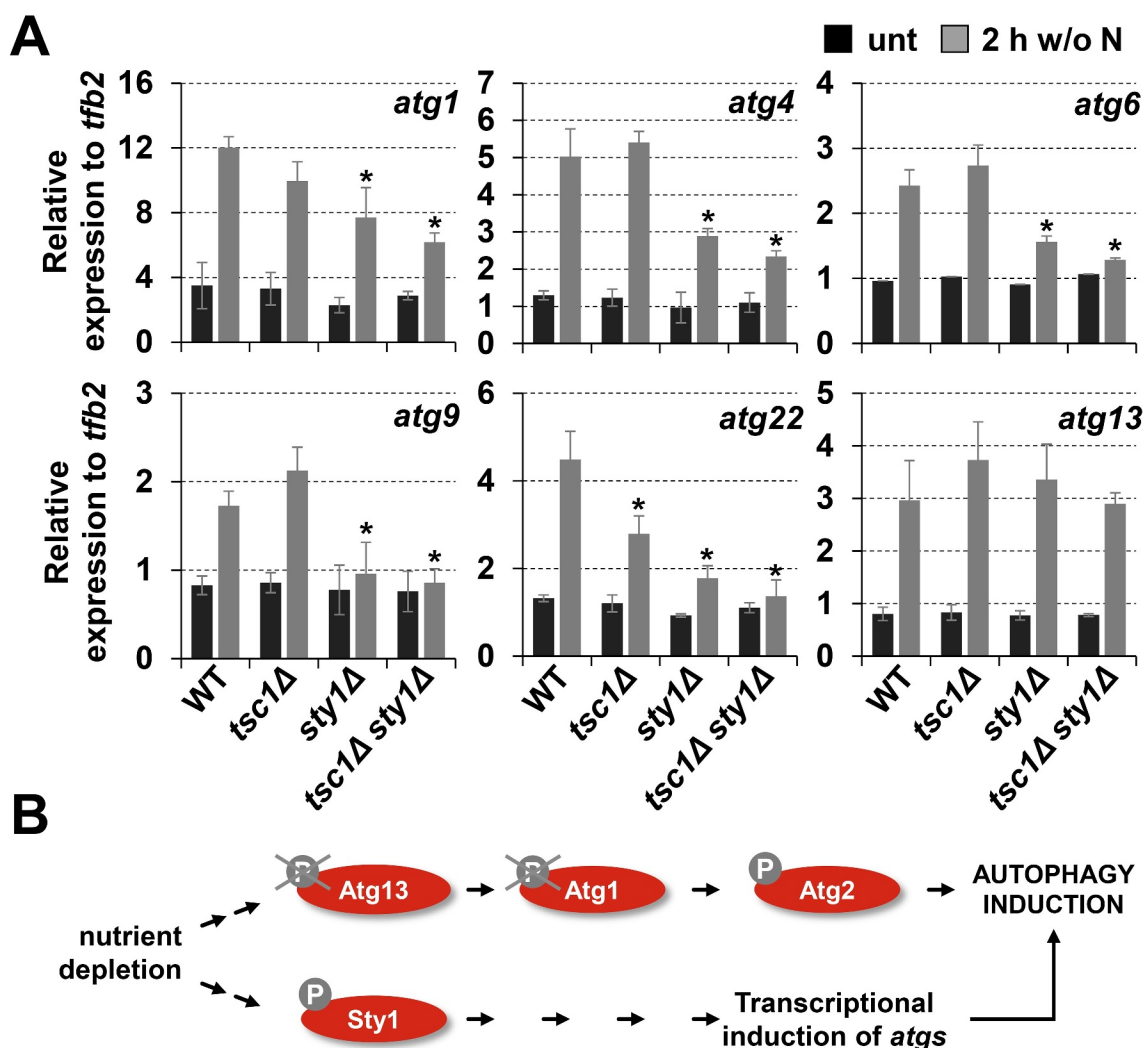 A
unt 2 h w/o N
Relative
expression to tfb2
16
12
8
4
0
atg1
*
*
7
6
5
4
3
2
1
0
atg4
*
*
4
3
2
1
0
atg6
*
*
Relative
expression to tfb2
3
2
1
0
atg9
*
*
6
4
2
0
atg22
*
*
*
5
4
3
2
1
0
atg13
WT
tsc1Δ
sty1Δ
tsc1Δ sty1Δ
WT
tsc1Δ
sty1Δ
tsc1Δ sty1Δ
WT
tsc1Δ
sty1Δ
tsc1Δ sty1Δ
B
nutrient
depletion
P
Atg13
P
Atg1
P
Atg2
AUTOPHAGY
INDUCTION
P
Sty1
Transcriptional
induction of atgs